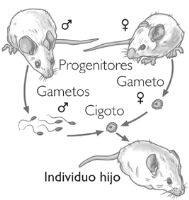 ♂ ♀
Progenitores
Gametos Gameto
♂ Cigoto ♀
Individuo hijo